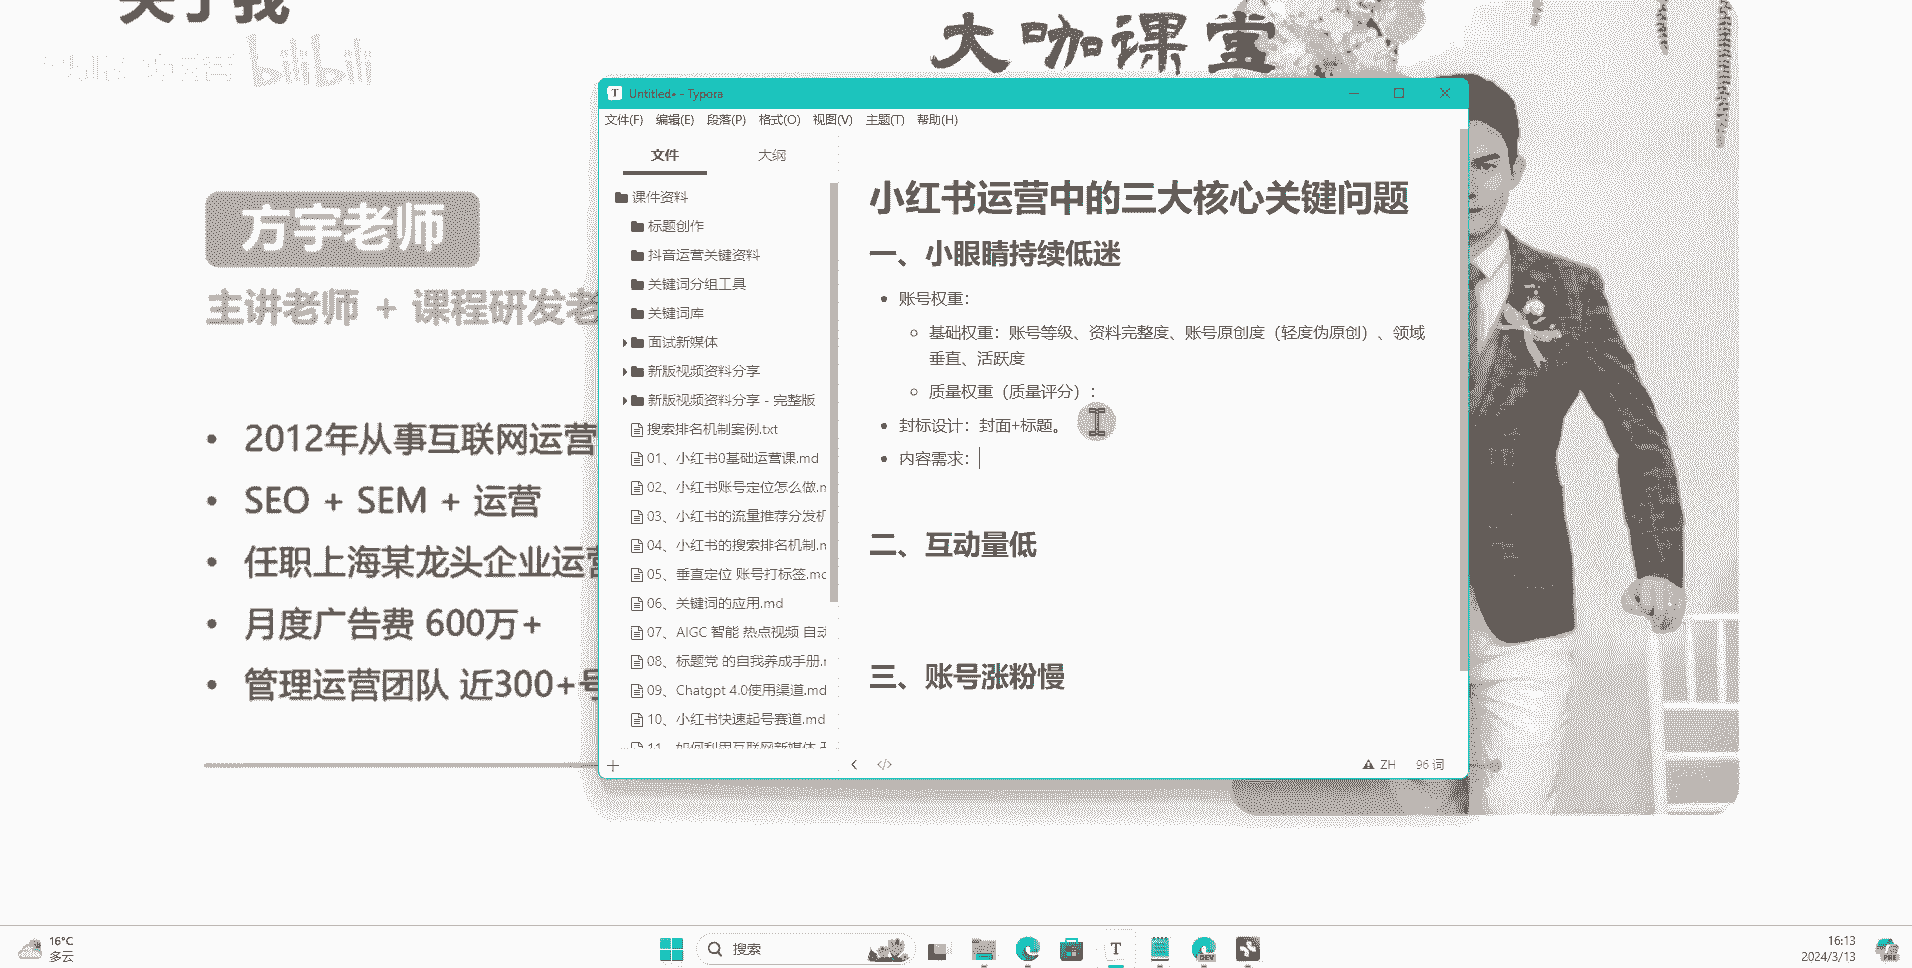 关于我
bilibili
大咖课堂
方宇老师
主讲老师 + 课程研发老
2012年从事互联网运营
SEO + SEM + 运营
任职上海某龙头企业运营
月度广告费 600万+
管理运营团队 近300+号
Untitled• - Typora
文件(F) 编辑(E) 段落(P) 格式(O) 视图(V) 主题(T) 帮助(H)
文件 大纲
课件资料
标题创作
抖音运营关键资料
关键词分组工具
关键词库
面试新媒体
新版视频资料分享
新版视频资料分享 - 完整版
搜索排名机制案例.txt
01、小红书0基础运营课.md
02、小红书账号定位怎么做.m
03、小红书的流量推荐分发机
04、小红书的搜索排名机制.m
05、垂直定位 账号打标签.mc
06、关键词的应用.md
07、AIGC 智能 热点视频 自动
08、标题党 的自我养成手册.m
09、Chatgpt 4.0使用渠道.md
10、小红书快速起号赛道.md
11、如何利用互联网新媒体
小红书运营中的三大核心关键问题
一、小眼睛持续低迷
账号权重：
基础权重：账号等级、资料完整度、账号原创度（轻度伪原创）、领域
垂直、活跃度
质量权重（质量评分）：
封标设计：封面+标题。
内容需求：
二、互动量低
三、账号涨粉慢
ZH 96 词
16°C
多云
搜索
16:13
2024/3/13
DEV
PRE